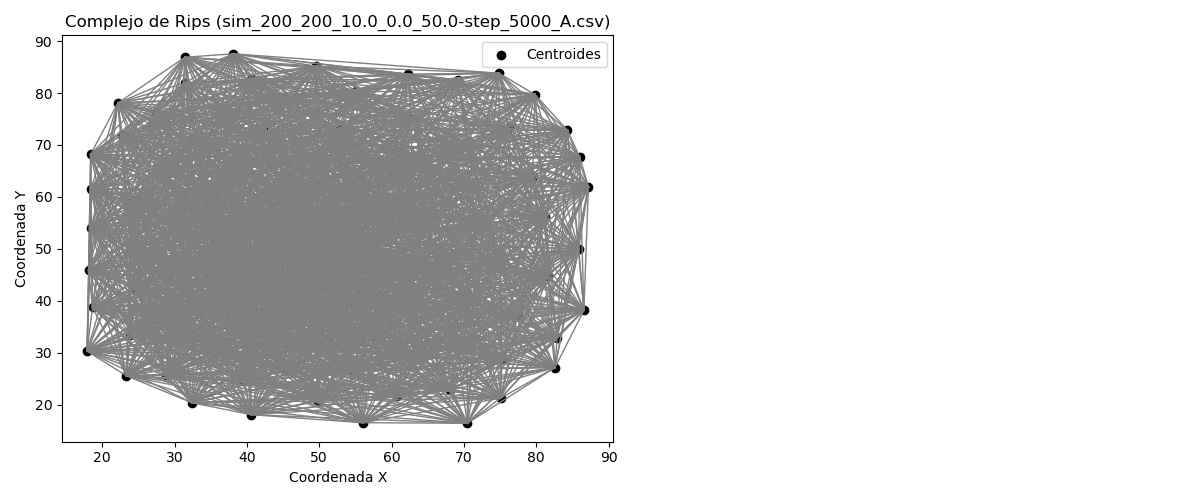 Complejo de Rips (sim_200_200_10.0_0.0_50.0-step_5000_A.csv)
Centroides
90
80
70
60
50
40
30
20
Coordenada Y
20 30 40 50 60 70 80 90
Coordenada X